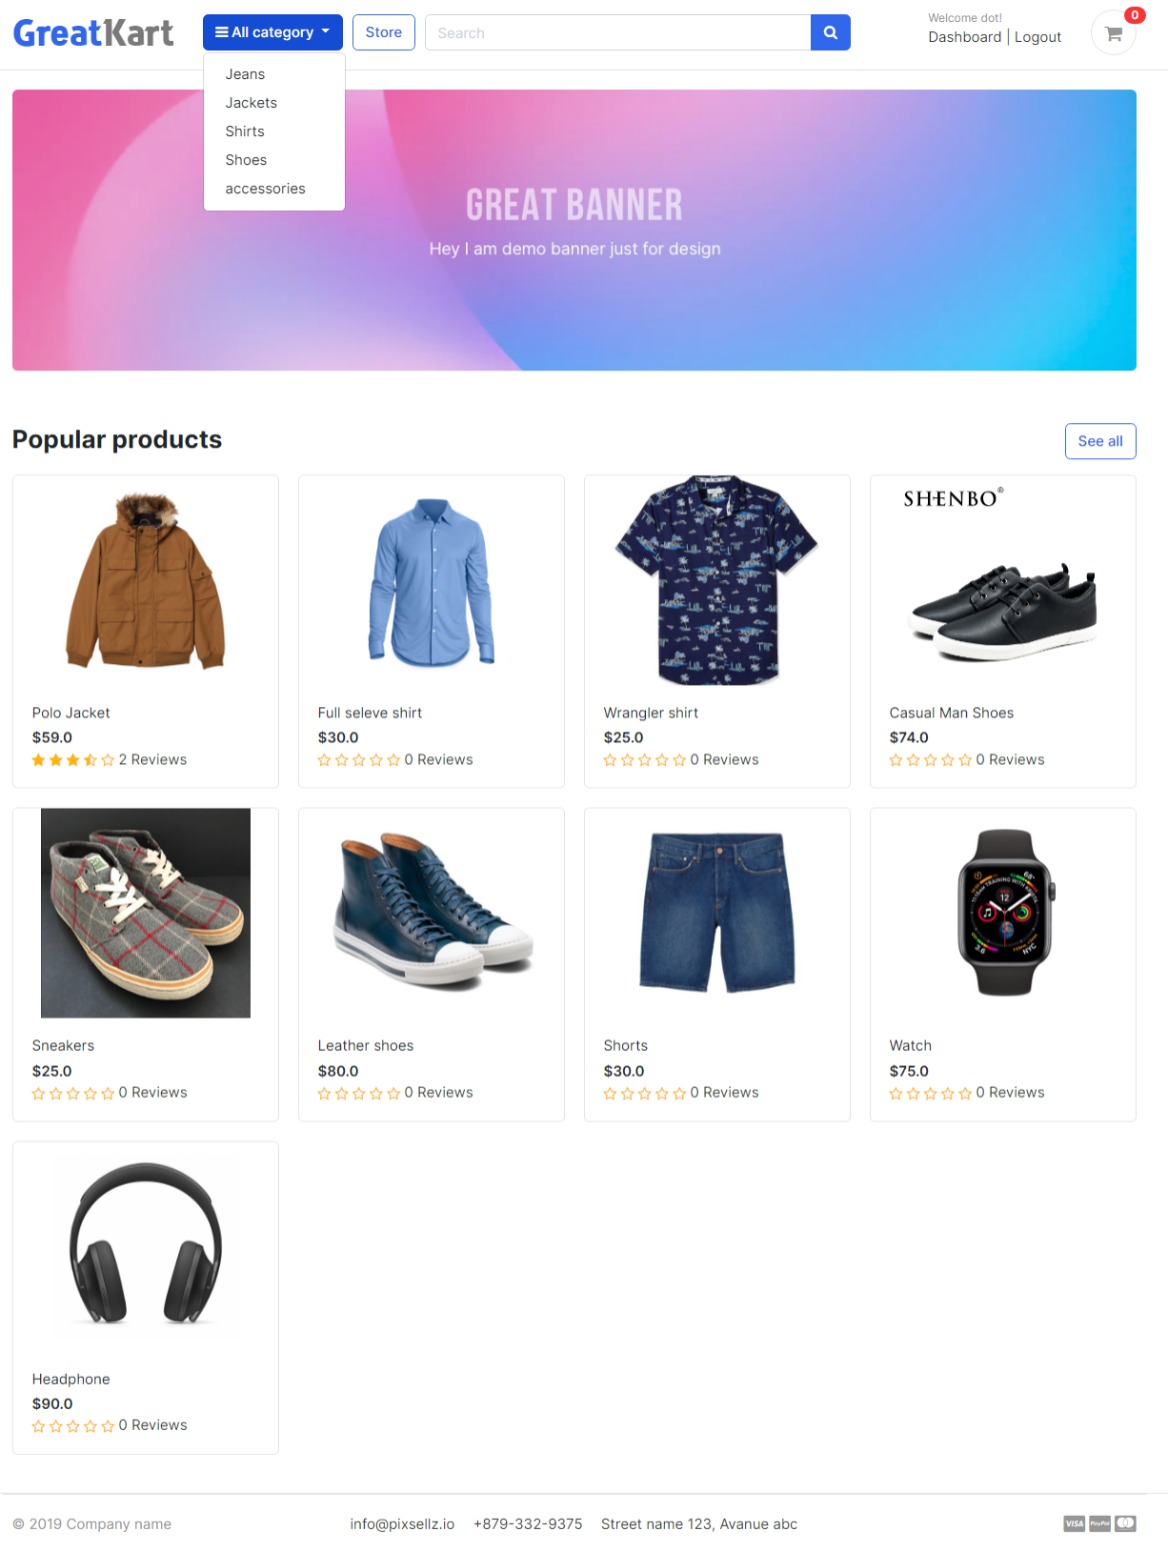 GreatKart
All category
Store
Search
Welcome dot!
Dashboard | Logout
0
Jeans
Jackets
Shirts
Shoes
accessories
GREAT BANNER
Hey I am demo banner just for design
Popular products
See all
Polo Jacket
$59.0
2 Reviews
Full seleve shirt
$30.0
0 Reviews
Wrangler shirt
$25.0
0 Reviews
SHENBO®
Casual Man Shoes
$74.0
0 Reviews
Sneakers
$25.0
0 Reviews
Leather shoes
$80.0
0 Reviews
Shorts
$30.0
0 Reviews
12
68°
NYC
Watch
$75.0
0 Reviews
Headphone
$90.0
0 Reviews
© 2019 Company name
info@pixsellz.io
+879-332-9375
Street name 123, Avanue abc
VISA
PayPal